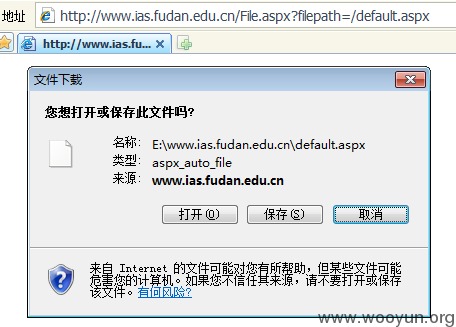 地址 http://www.ias.fudan.edu.cn/File.aspx?filepath=/default.aspx
http://www.ias.fu...
文件下载
您想打开或保存此文件吗?
名称: E:\www.ias.fudan.edu.cn\default.aspx
类型: aspx_auto_file
来源: www.ias.fudan.edu.cn
打开(O) 保存(S) 取消
来自 Internet 的文件可能对您有所帮助,但某些文件可能
危害您的计算机。如果您不信任其来源,请不要打开或保存
该文件。有何风险?
www.wooyun.org